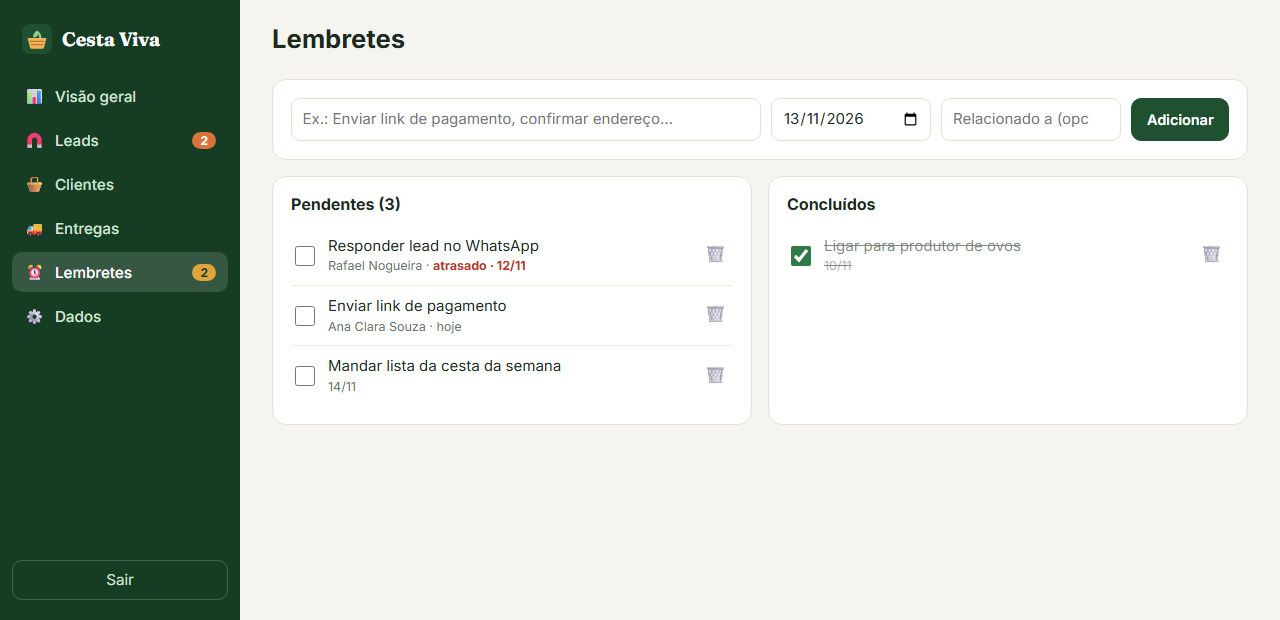 Cesta Viva
Visão geral
Leads 2
Clientes
Entregas
Lembretes 2
Dados
Sair
Lembretes
Ex.: Enviar link de pagamento, confirmar endereço...
13/11/2026
Relacionado a (opc
Adicionar
Pendentes (3)
Responder lead no WhatsApp
Rafael Nogueira · atrasado · 12/11
Enviar link de pagamento
Ana Clara Souza · hoje
Mandar lista da cesta da semana
14/11
Concluídos
Ligar para produtor de ovos
10/11